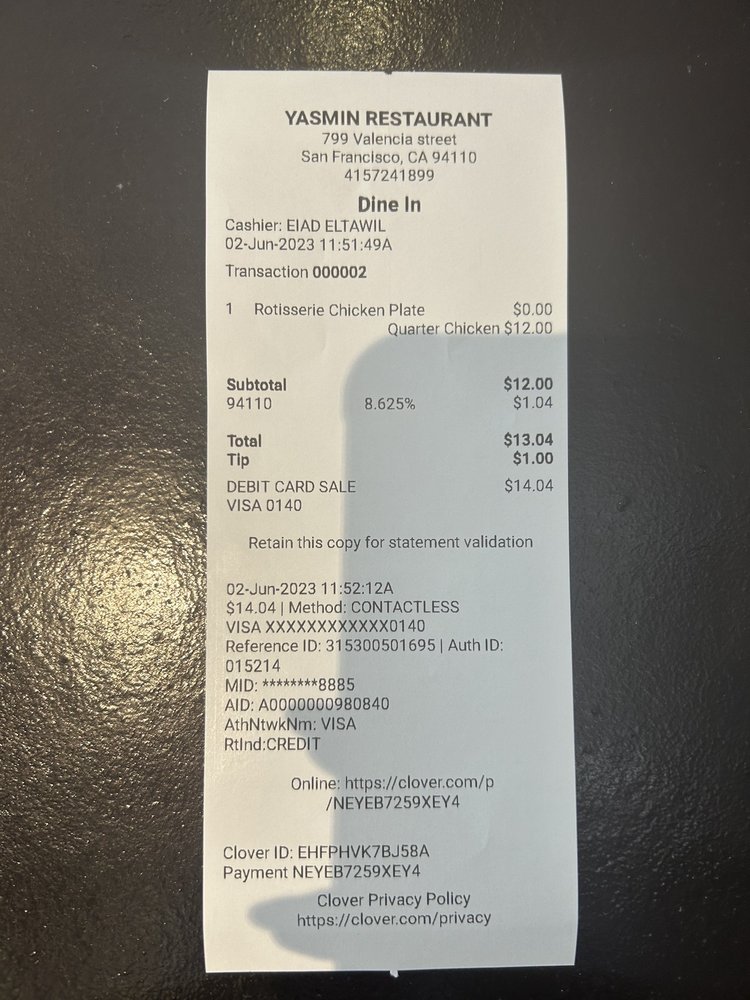 YASMIN RESTAURANT
799 Valencia street
San Francisco, CA 94110
4157241899
Dine In
Cashier: EIAD ELTAWIL
02-Jun-2023 11:51:49A
Transaction 000002
1 Rotisserie Chicken Plate $0.00
Quarter Chicken $12.00
Subtotal $12.00
94110 8.625% $1.04
Total $13.04
Tip $1.00
DEBIT CARD SALE $14.04
VISA 0140
Retain this copy for statement validation
02-Jun-2023 11:52:12A
$14.04 | Method: CONTACTLESS
VISA XXXXXXXXXXXX0140
Reference ID: 315300501695 | Auth ID:
015214
MID: ********8885
AID: A0000000980840
AthNtwkNm: VISA
RtInd:CREDIT
Online: https://clover.com/p
/NEYEB7259XEY4
Clover ID: EHFPHVK7BJ58A
Payment NEYEB7259XEY4
Clover Privacy Policy
https://clover.com/privacy